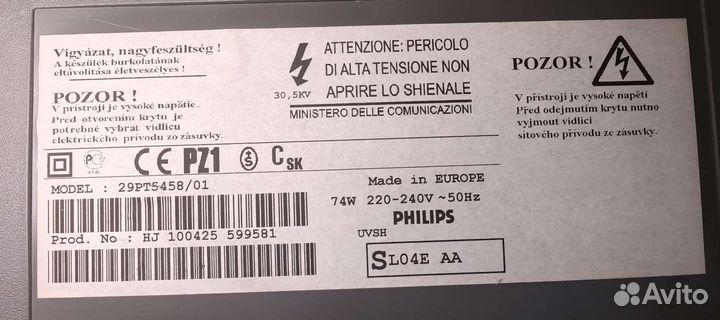 Vigyázat, nagyfeszültség !
A készülék burkolatának
eltávolítása életveszélyes !
POZOR !
V přístroji je vysoké napätie.
Pred otvorením krytu je
potrebné vybrat vidlicu
elektrického prívodu zo zásuvky.
30,5KV
ATTENZIONE: PERICOLO
DI ALTA TENSIONE NON
APRIRE LO SHIENALE
MINISTERO DELLE COMUNICAZIONI
POZOR !
V přístroji je vysoké napětí
Před odejmutím krytu nutno
vyjmout vidlici
síťového přívodu ze zásuvky.
CE PZ1 S CSK
MODEL : 29PT5458/01
Prod. No : HJ 100425 599581
Made in EUROPE
74W 220-240V ~50Hz
PHILIPS
UVSH
SL04E AA
Avito